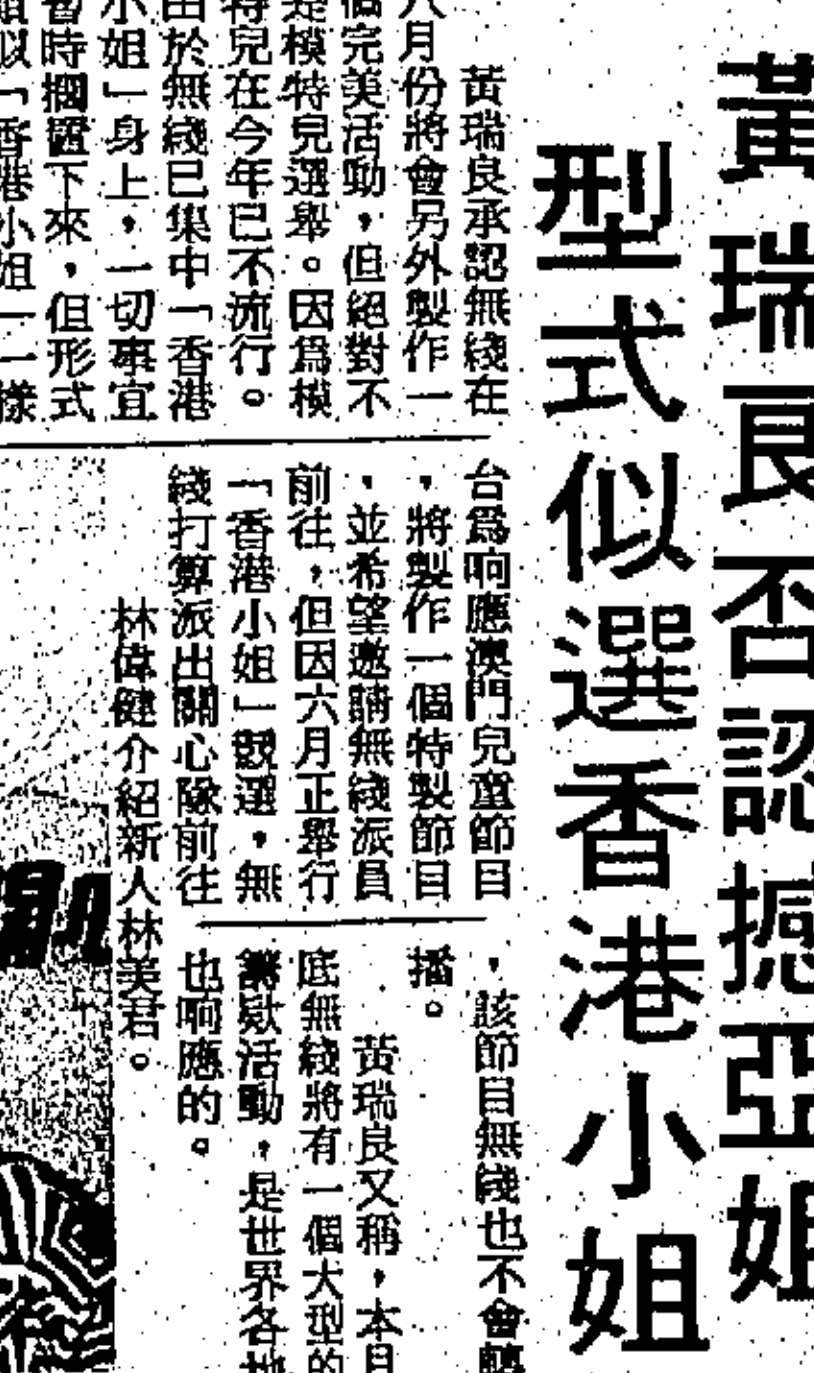 黃瑞良否認撼亞姐
型式似選香港小姐
黃瑞良承認無綫在
八月份將會另外製作一
個完美活動，但絕對不
是模特兒選舉。因爲模
特兒在今年已不流行。
由於無綫已集中「香港
小姐」身上，一切事宜
暫時擱置下來，但形式
類似「香港小姐」一樣
台爲响應澳門兒童節目
，將製作一個特製節目
，並希望邀請無綫派員
前往，但因六月正舉行
「香港小姐」競選，無
綫打算派出關心隊前往
，該節目無綫也不會轉
播。
黃瑞良又稱，本月
底無綫將有一個大型的
籌欵活動，是世界各地
也响應的。
林偉健介紹新人林美君。